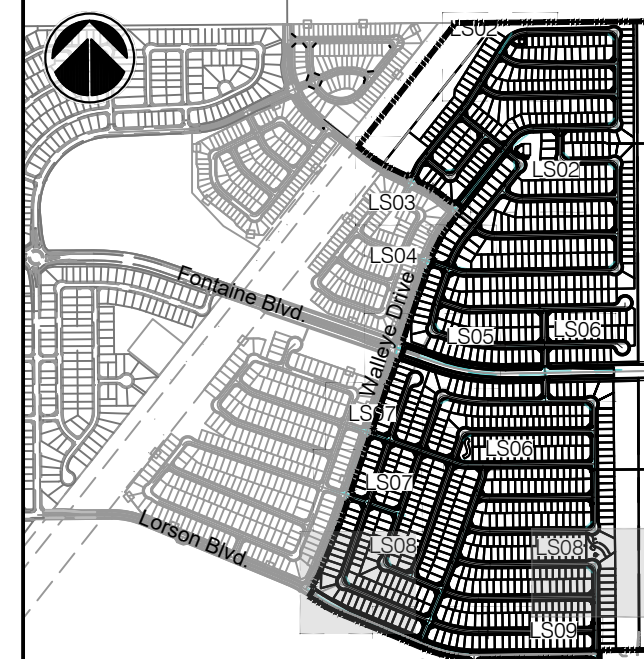 LS02
LS02
LS03
LS04
Fontaine Blvd.
Walleye Drive
LS05
LS06
LS07
LS06
LS07
LS08
LS08
Lorson Blvd.
LS09